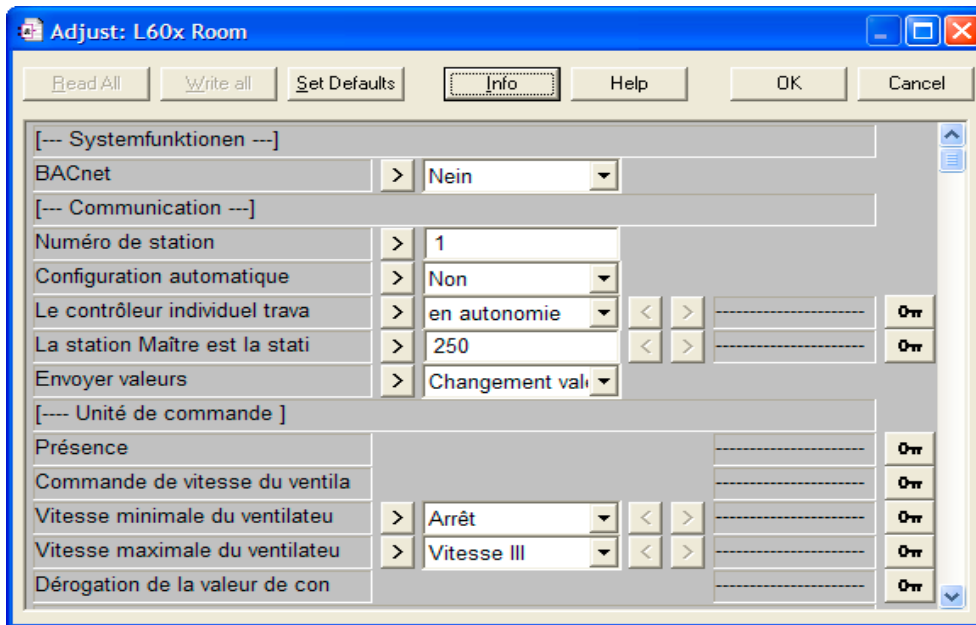 Adjust: L60x Room
Read All Write all Set Defaults Info Help OK Cancel
[--- Systemfunktionen ---]
BACnet > Nein
[--- Communication ---]
Numéro de station > 1
Configuration automatique > Non
Le contrôleur individuel trava > en autonomie < > ----------------------
La station Maître est la stati > 250 < > ----------------------
Envoyer valeurs > Changement val
[---- Unité de commande ]
Présence ----------------------
Commande de vitesse du ventila ----------------------
Vitesse minimale du ventilateu > Arrêt < > ----------------------
Vitesse maximale du ventilateu > Vitesse III < > ----------------------
Dérogation de la valeur de con ----------------------